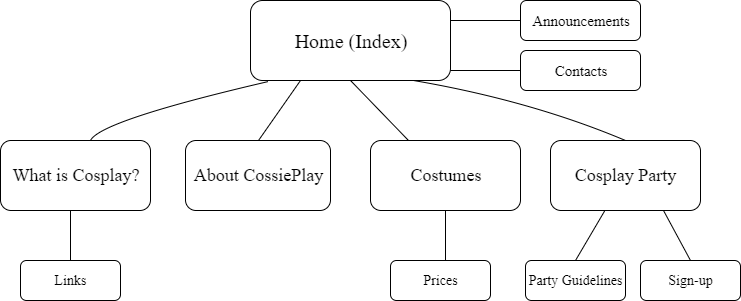 Home (Index)
Announcements
Contacts
What is Cosplay?
About CossiePlay
Costumes
Cosplay Party
Links
Prices
Party Guidelines
Sign-up